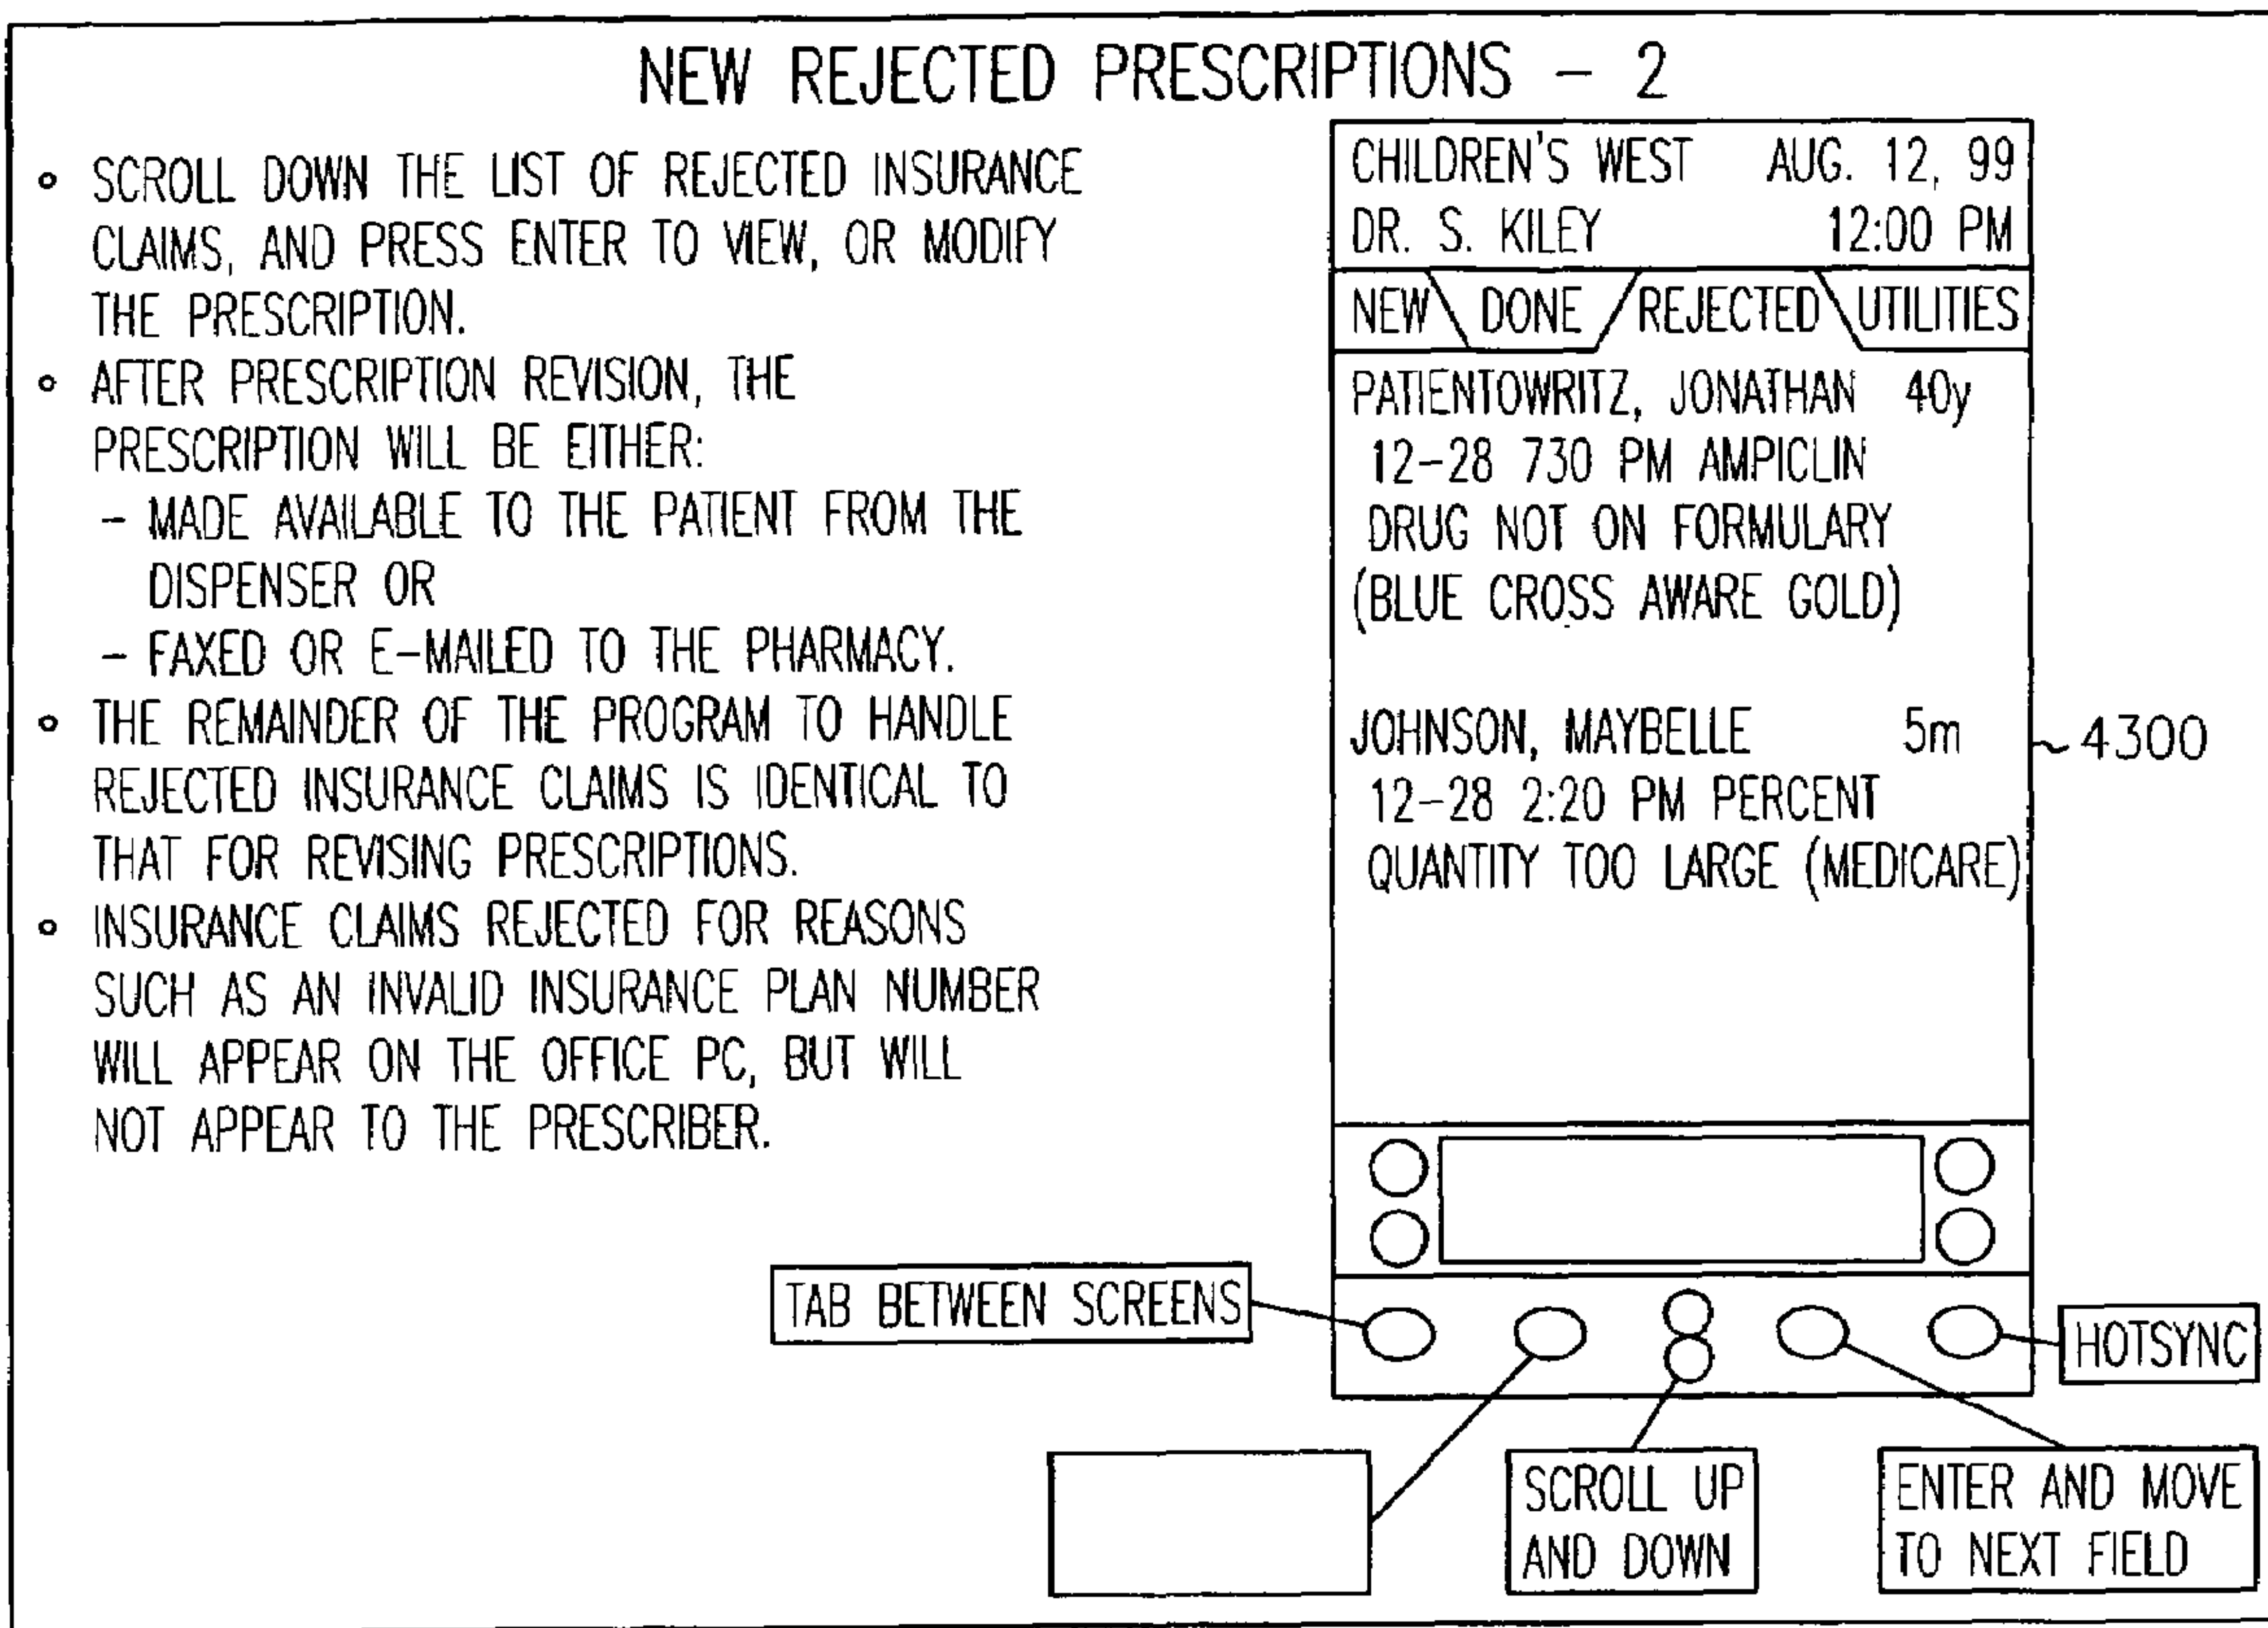 NEW REJECTED PRESCRIPTIONS – 2
∘ SCROLL DOWN THE LIST OF REJECTED INSURANCE
CLAIMS, AND PRESS ENTER TO VIEW, OR MODIFY
THE PRESCRIPTION.
∘ AFTER PRESCRIPTION REVISION, THE
PRESCRIPTION WILL BE EITHER:
– MADE AVAILABLE TO THE PATIENT FROM THE
DISPENSER OR
– FAXED OR E–MAILED TO THE PHARMACY.
∘ THE REMAINDER OF THE PROGRAM TO HANDLE
REJECTED INSURANCE CLAIMS IS IDENTICAL TO
THAT FOR REVISING PRESCRIPTIONS.
∘ INSURANCE CLAIMS REJECTED FOR REASONS
SUCH AS AN INVALID INSURANCE PLAN NUMBER
WILL APPEAR ON THE OFFICE PC, BUT WILL
NOT APPEAR TO THE PRESCRIBER.
CHILDREN'S WEST AUG. 12, 99
DR. S. KILEY 12:00 PM
NEW DONE REJECTED UTILITIES
PATIENTOWRITZ, JONATHAN 40y
12–28 730 PM AMPICLIN
DRUG NOT ON FORMULARY
(BLUE CROSS AWARE GOLD)
JOHNSON, MAYBELLE 5m
4300
12–28 2:20 PM PERCENT
QUANTITY TOO LARGE (MEDICARE)
TAB BETWEEN SCREENS
HOTSYNC
SCROLL UP
AND DOWN
ENTER AND MOVE
TO NEXT FIELD